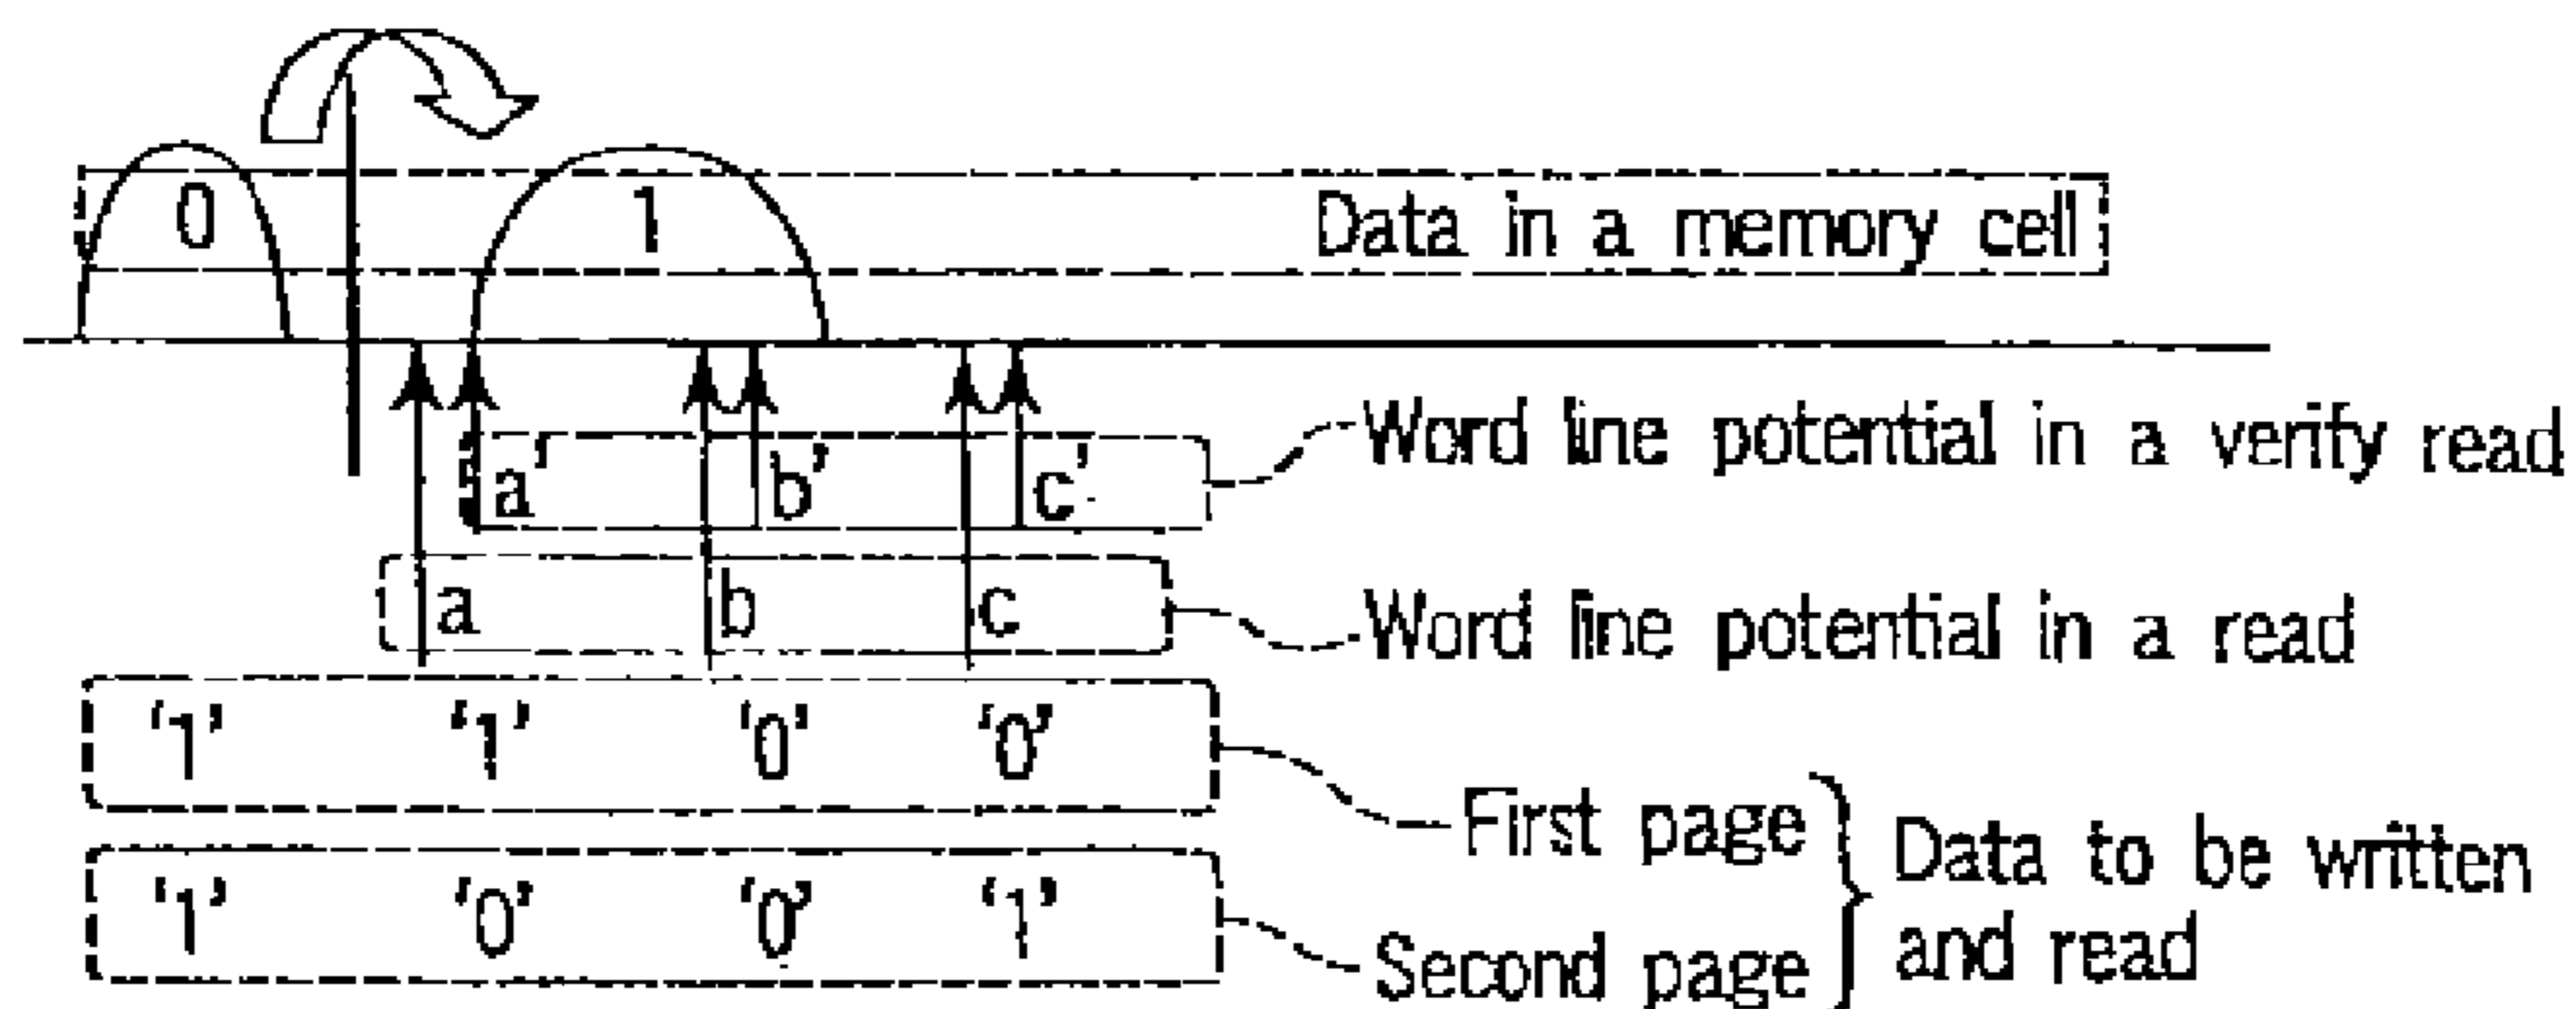 0 1 Data in a memory cell
a' b' c' Word line potential in a verify read
a b c Word line potential in a read
'1' '1' '0' '0' First page
'1' '0' '0' '1' Second page
Data to be written
and read